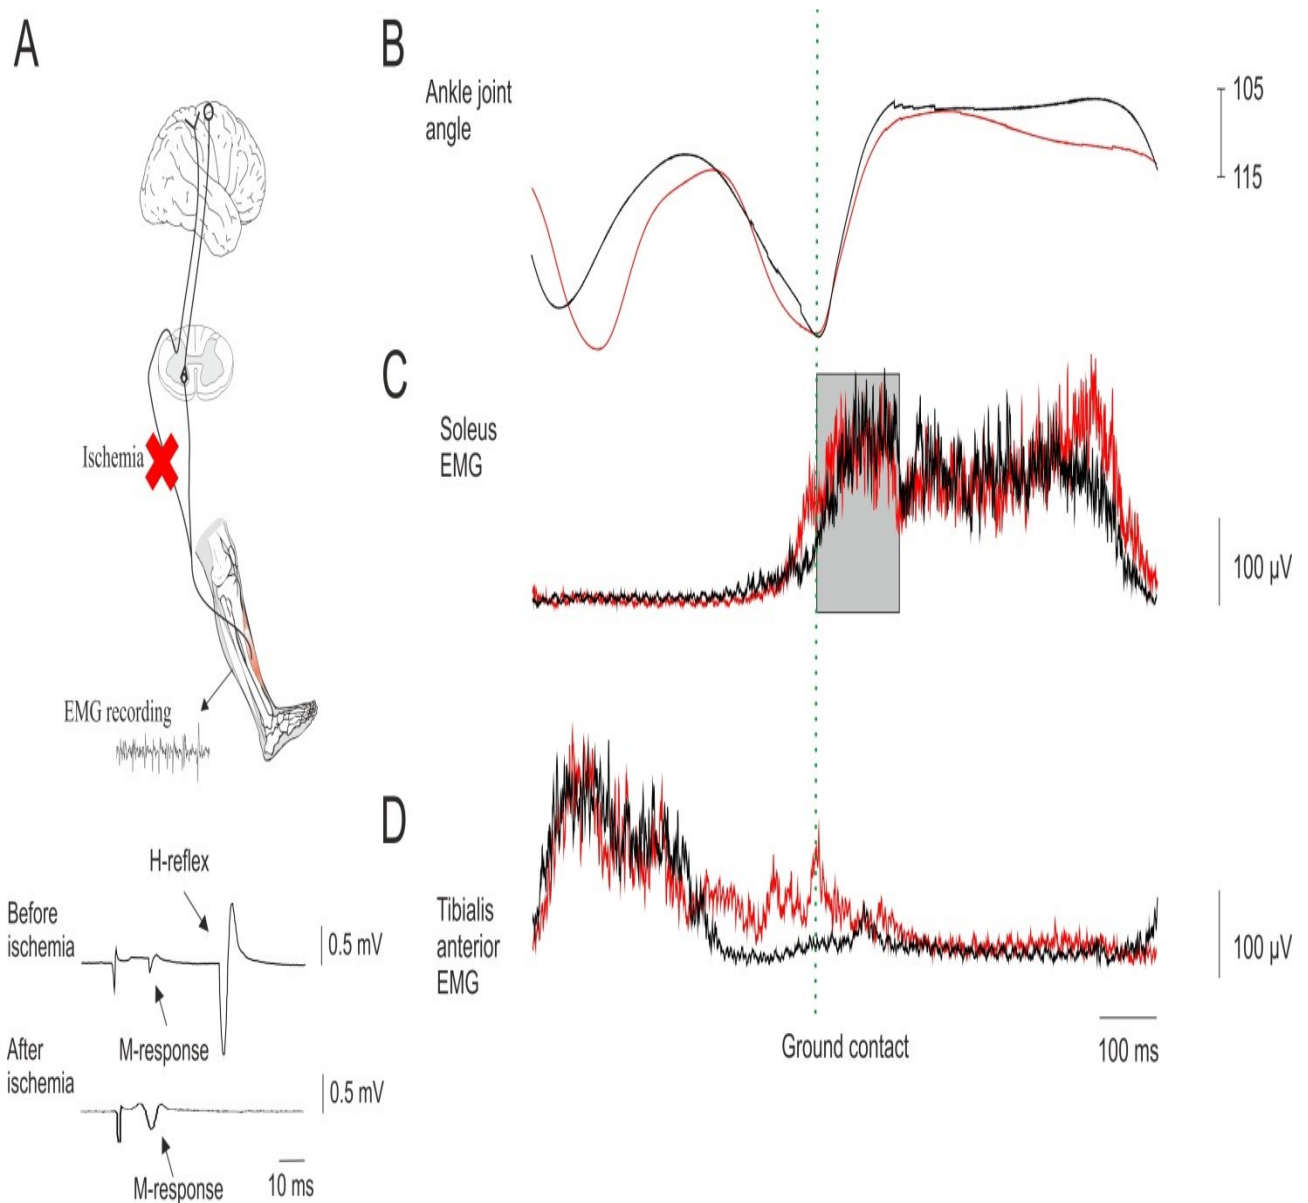 A
Ischemia
EMG recording
H-reflex
Before
ischemia
0.5 mV
M-response
After
ischemia
0.5 mV
M-response
10 ms
B
Ankle joint
angle
105
115
C
Soleus
EMG
100 µV
D
Tibialis
anterior
EMG
100 µV
Ground contact
100 ms